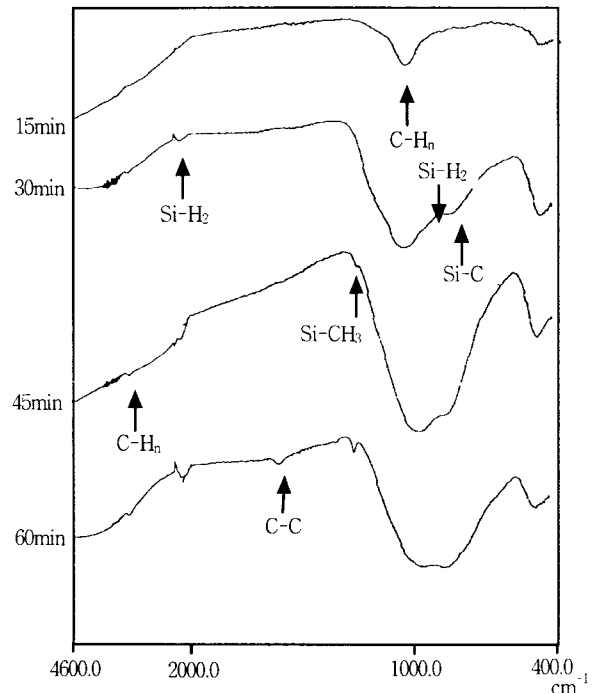 15min
C-Hn
Si-H2
30min
Si-H2
Si-C
Si-CH3
45min
C-Hn
C-C
60min
4600.0 2000.0 1000.0 400.0
cm-1